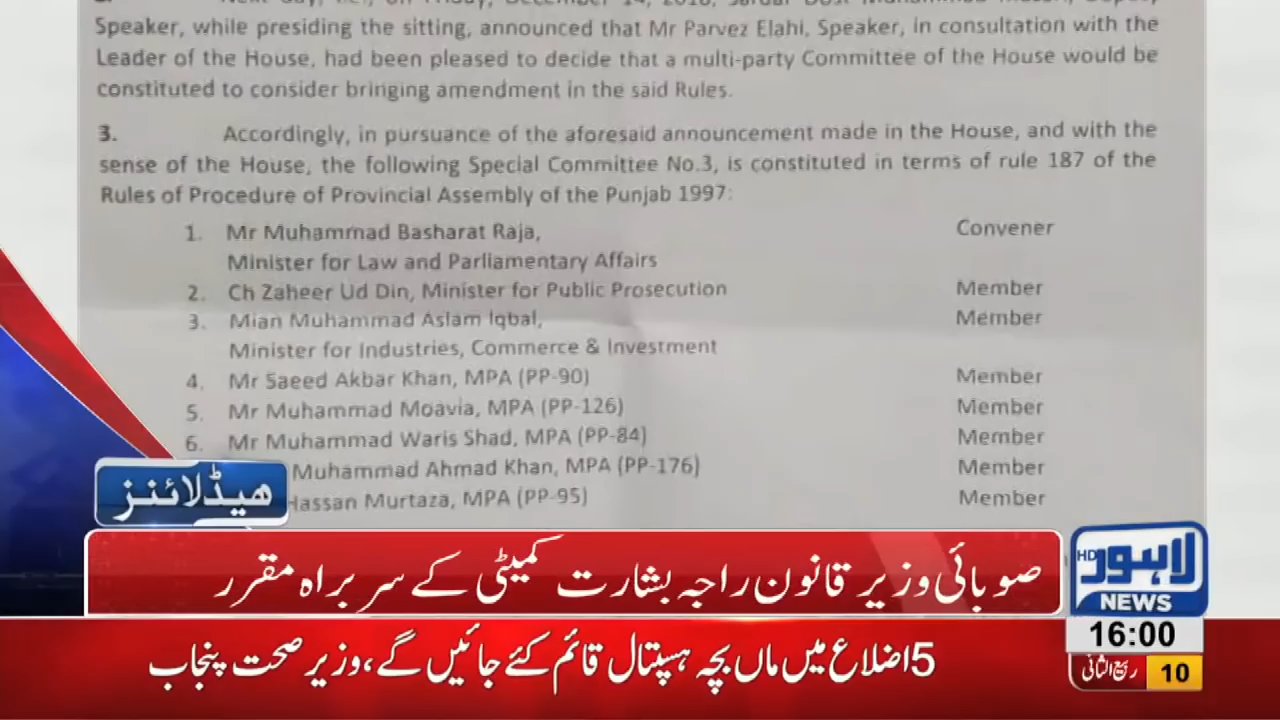 Speaker, while presiding the sitting, announced that Mr Parvez Elahi, Speaker, in consultation with the
Leader of the House, had been pleased to decide that a multi-party Committee of the House would be
constituted to consider bringing amendment in the said Rules.
3. Accordingly, in pursuance of the aforesaid announcement made in the House, and with the
sense of the House, the following Special Committee No.3, is constituted in terms of rule 187 of the
Rules of Procedure of Provincial Assembly of the Punjab 1997:
1. Mr Muhammad Basharat Raja, Convener
Minister for Law and Parliamentary Affairs
2. Ch Zaheer Ud Din, Minister for Public Prosecution Member
3. Mian Muhammad Aslam Iqbal, Member
Minister for Industries, Commerce & Investment
4. Mr Saeed Akbar Khan, MPA (PP-90) Member
5. Mr Muhammad Moavia, MPA (PP-126) Member
6. Mr Muhammad Waris Shad, MPA (PP-84) Member
Muhammad Ahmad Khan, MPA (PP-176) Member
Hassan Murtaza, MPA (PP-95) Member
ہیڈلائنز
صوبائی وزیر قانون راجہ بشارت کمیٹی کے سربراہ مقرر
لاہور HD
NEWS
16:00
5 اضلاع میں ماں بچہ ہسپتال قائم کئے جائیں گے، وزیر صحت پنجاب
10 ربیع الثانی